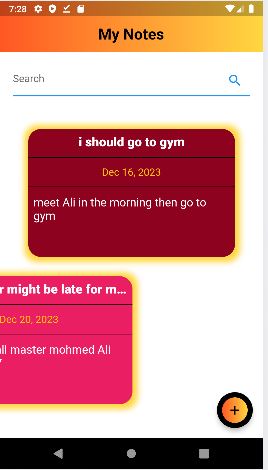 7:28
My Notes
Search
i should go to gym
Dec 16, 2023
meet Ali in the morning then go to
gym
might be late for m...
Dec 20, 2023
master mohmed Ali
+